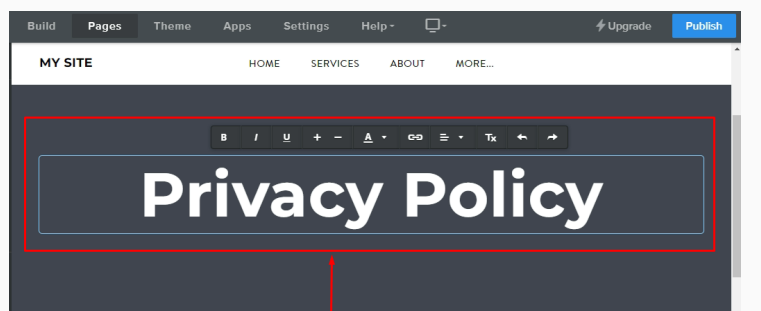 Build Pages Theme Apps Settings Help Upgrade Publish
MY SITE HOME SERVICES ABOUT MORE...
B I U + − A Tx
Privacy Policy